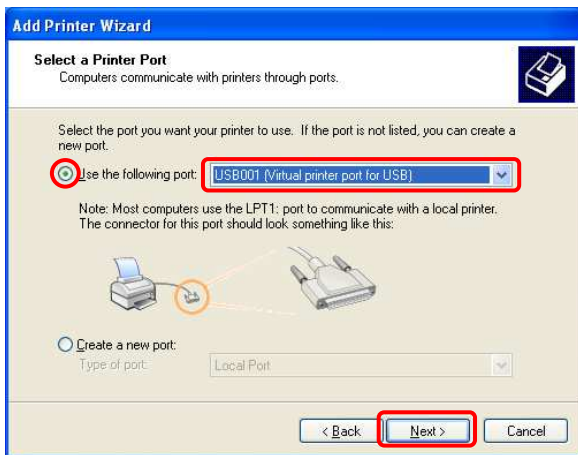 Add Printer Wizard
Select a Printer Port
Computers communicate with printers through ports.
Select the port you want your printer to use. If the port is not listed, you can create a
new port.
Use the following port: USB001 (Virtual printer port for USB)
Note: Most computers use the LPT1: port to communicate with a local printer.
The connector for this port should look something like this:
Create a new port:
Type of port: Local Port
< Back Next > Cancel